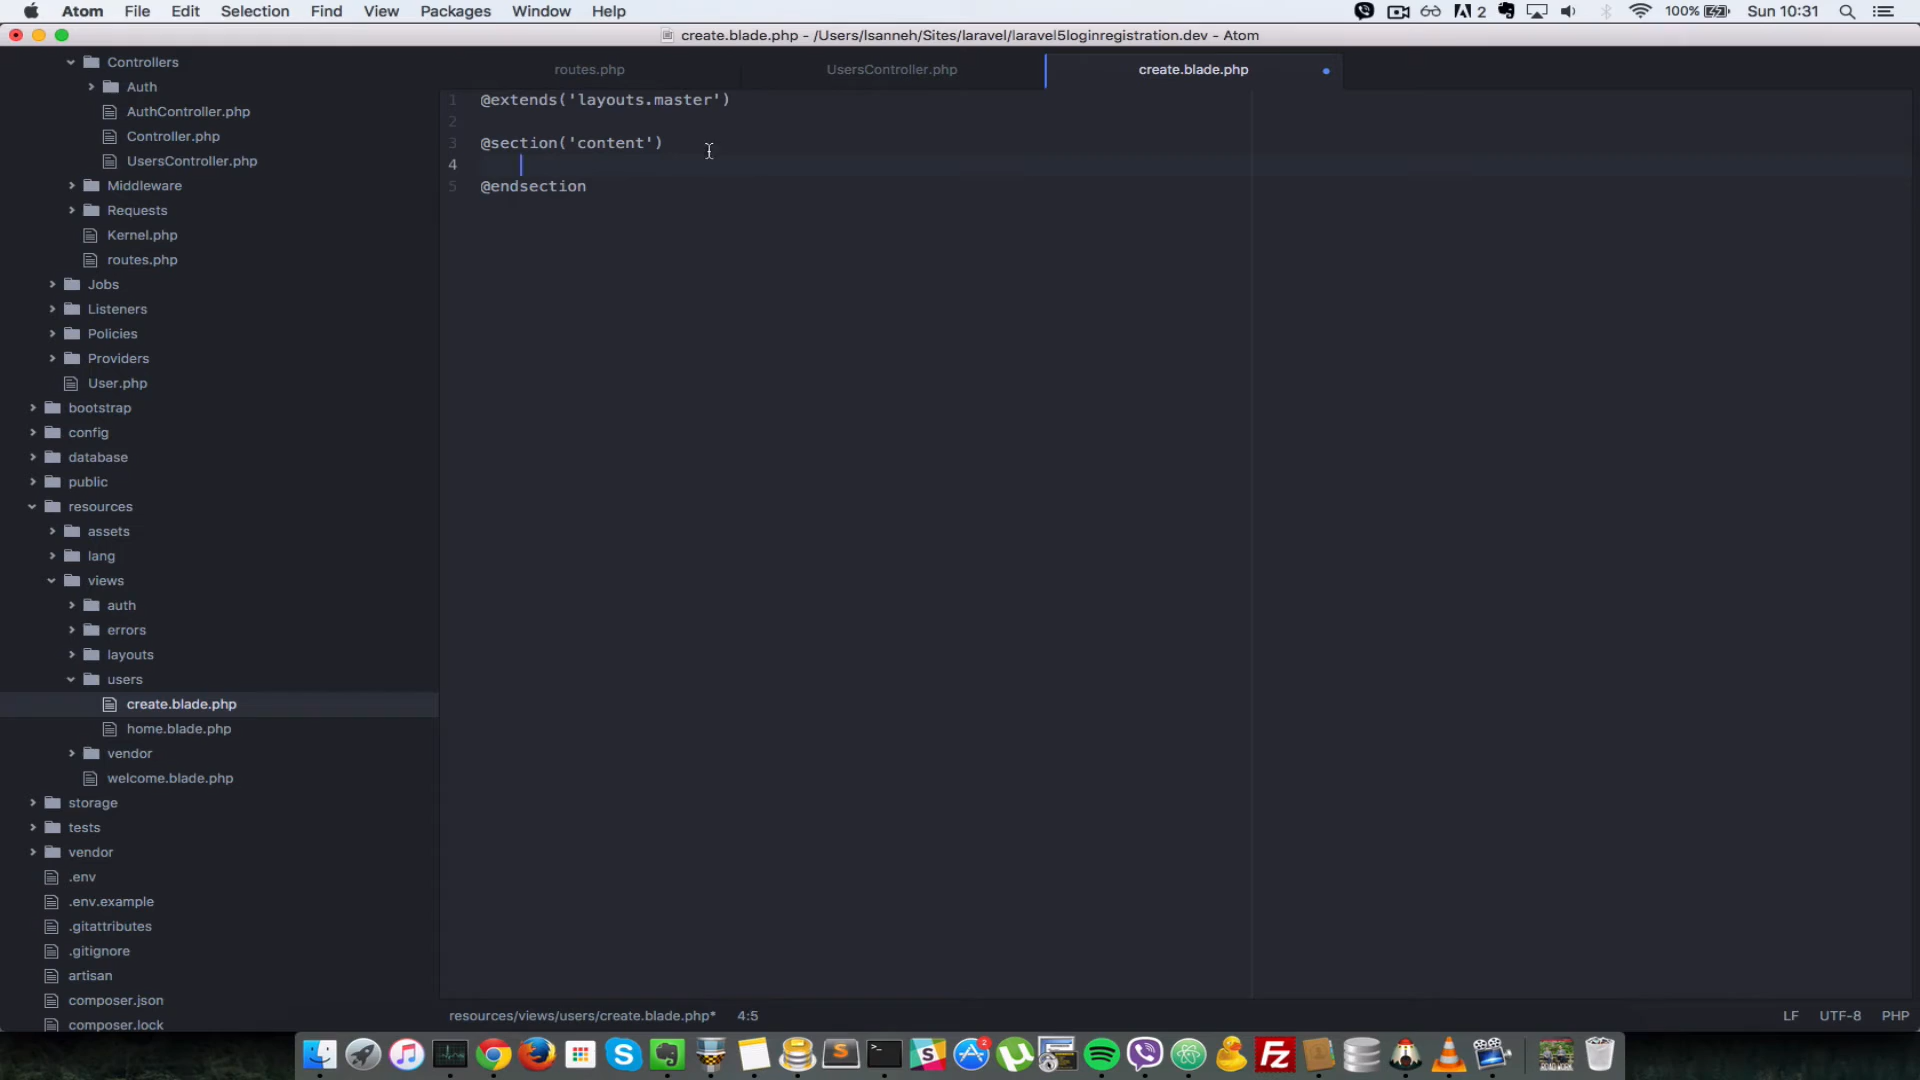 Atom File Edit Selection Find View Packages Window Help 2 100% Sun 10:31
create.blade.php - /Users/lsanneh/Sites/laravel/laravel5loginregistration.dev - Atom
Controllers
Auth
AuthController.php
Controller.php
UsersController.php
Middleware
Requests
Kernel.php
routes.php
Jobs
Listeners
Policies
Providers
User.php
bootstrap
config
database
public
resources
assets
lang
views
auth
errors
layouts
users
create.blade.php
home.blade.php
vendor
welcome.blade.php
storage
tests
vendor
.env
.env.example
.gitattributes
.gitignore
artisan
composer.json
composer.lock
routes.php UsersController.php create.blade.php
1 @extends('layouts.master')
2
3 @section('content')
4
5 @endsection
resources/views/users/create.blade.php* 4:5 LF UTF-8 PHP